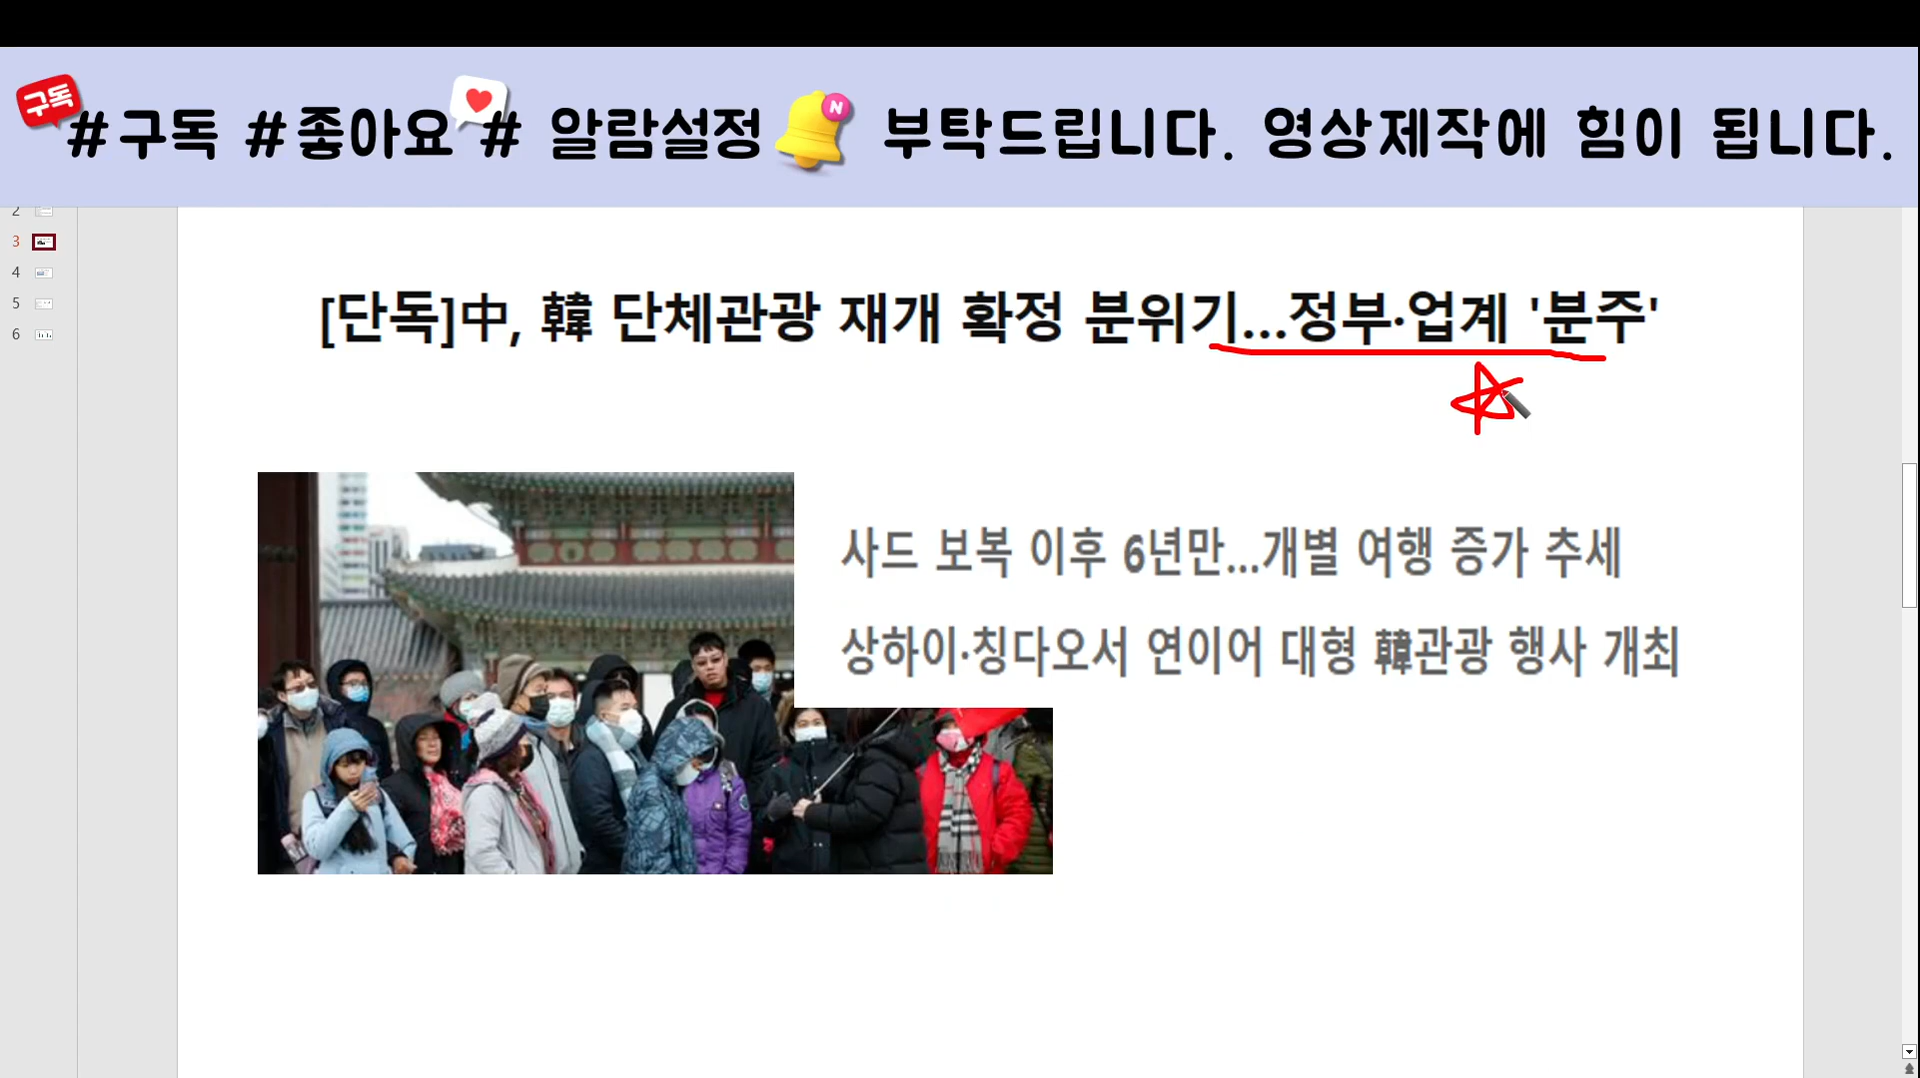 구독
#구독 #좋아요 # 알람설정 N 부탁드립니다. 영상제작에 힘이 됩니다.
2
3
4
5
6
[단독]中, 韓 단체관광 재개 확정 분위기...정부·업계 '분주'
사드 보복 이후 6년만...개별 여행 증가 추세
상하이·칭다오서 연이어 대형 韓관광 행사 개최